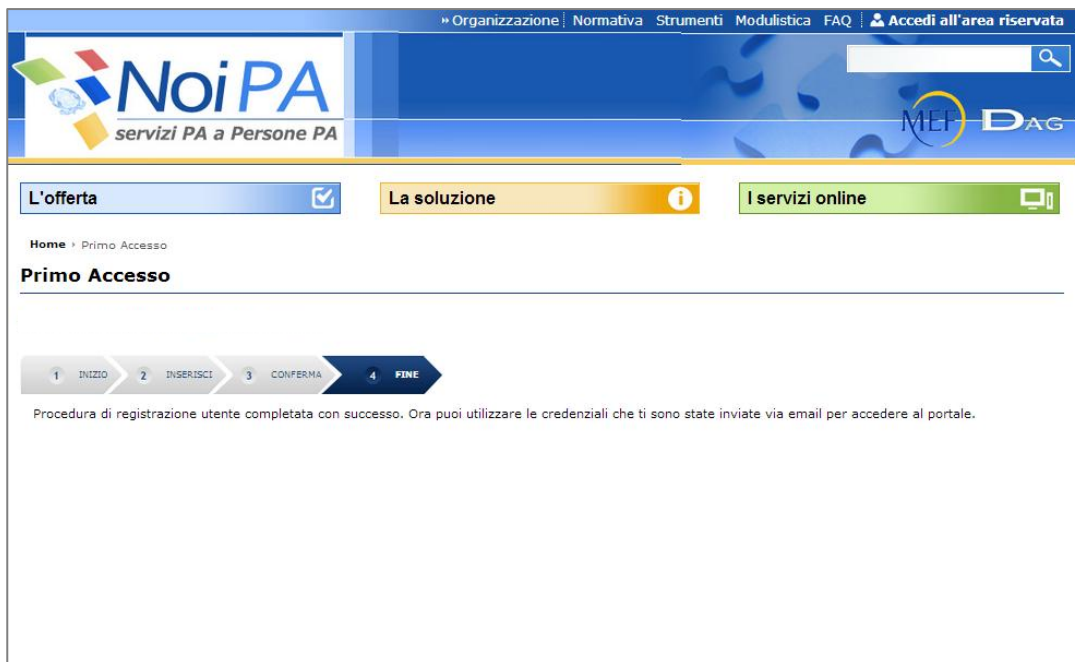 » Organizzazione Normativa Strumenti Modulistica FAQ Accedi all'area riservata
NoiPA
servizi PA a Persone PA
MEF DAG
L'offerta La soluzione i I servizi online
Home › Primo Accesso
Primo Accesso
1 INIZIO 2 INSERISCI 3 CONFERMA 4 FINE
Procedura di registrazione utente completata con successo. Ora puoi utilizzare le credenziali che ti sono state inviate via email per accedere al portale.